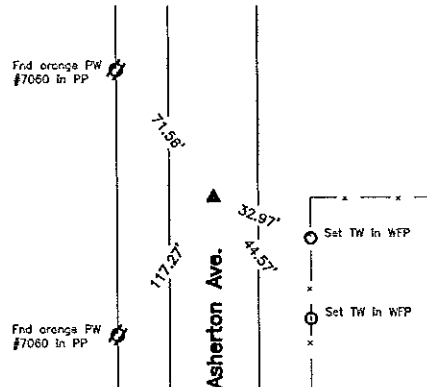 Fnd orange PW
#7060 in PP
71.58'
32.97'
44.57'
Set TW in WFP
117.27'
Asherton Ave.
Set TW in WFP
Fnd orange PW
#7060 in PP